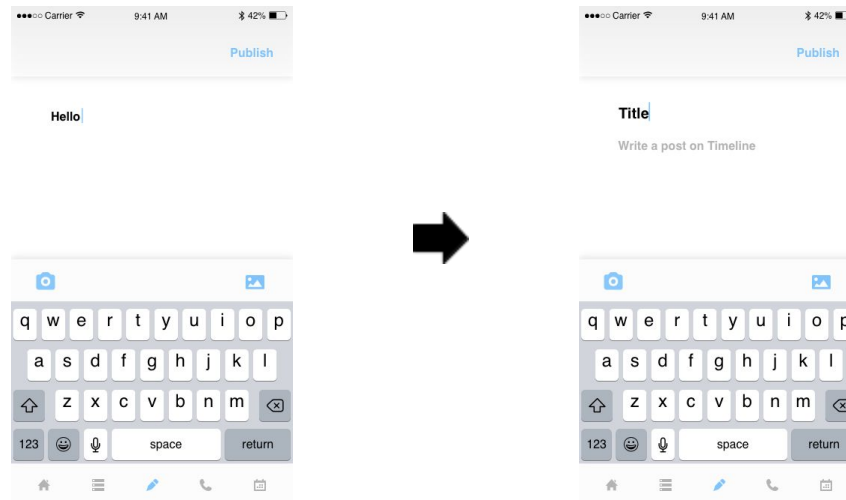 Carrier 9:41 AM 42%
Publish
Hello
q w e r t y u i o p
a s d f g h j k l
z x c v b n m
123 space return
Carrier 9:41 AM 42%
Publish
Title
Write a post on Timeline
q w e r t y u i o p
a s d f g h j k l
z x c v b n m
123 space return